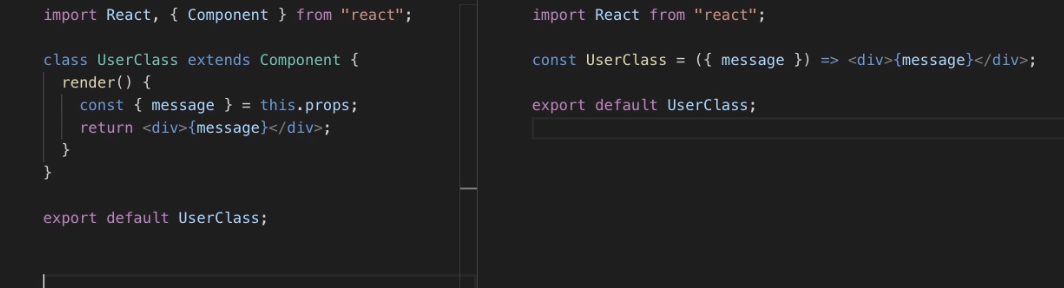 import React, { Component } from "react";
class UserClass extends Component {
render() {
const { message } = this.props;
return <div>{message}</div>;
}
}
export default UserClass;
import React from "react";
const UserClass = ({ message }) => <div>{message}</div>;
export default UserClass;